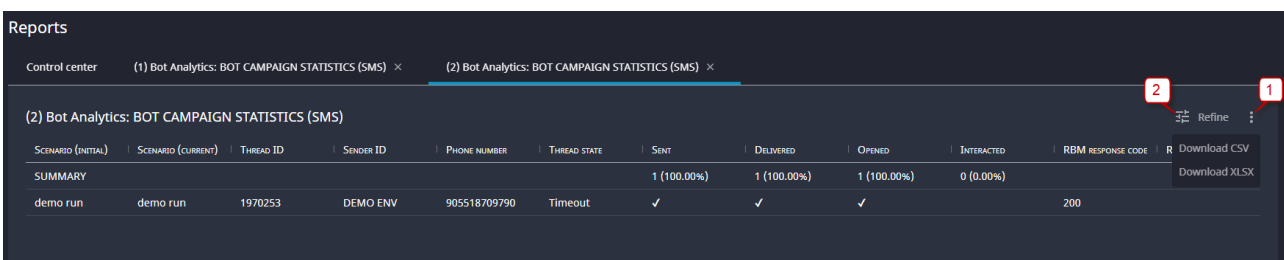 Reports
Control center (1) Bot Analytics: BOT CAMPAIGN STATISTICS (SMS) × (2) Bot Analytics: BOT CAMPAIGN STATISTICS (SMS) ×
2 1
(2) Bot Analytics: BOT CAMPAIGN STATISTICS (SMS) Refine
SCENARIO (INITIAL) SCENARIO (CURRENT) THREAD ID SENDER ID PHONE NUMBER THREAD STATE SENT DELIVERED OPENED INTERACTED RBM RESPONSE CODE R Download CSV
SUMMARY 1 (100.00%) 1 (100.00%) 1 (100.00%) 0 (0.00%) Download XLSX
demo run demo run 1970253 DEMO ENV 905518709790 Timeout ✓ ✓ ✓ 200